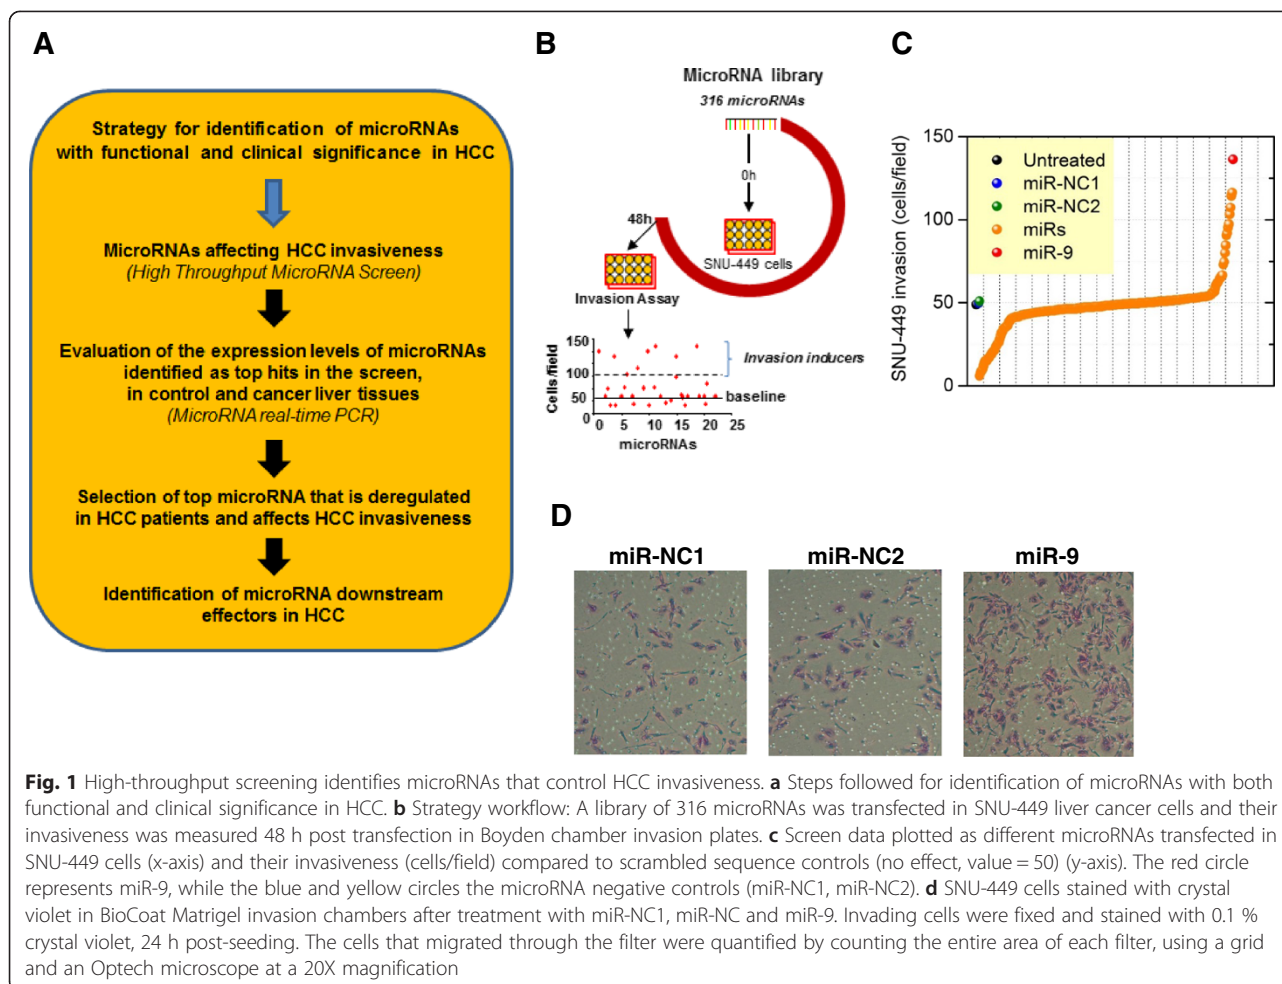 A
Strategy for identification of microRNAs
with functional and clinical significance in HCC
MicroRNAs affecting HCC invasiveness
(High Throughput MicroRNA Screen)
Evaluation of the expression levels of microRNAs
identified as top hits in the screen,
in control and cancer liver tissues
(MicroRNA real-time PCR)
Selection of top microRNA that is deregulated
in HCC patients and affects HCC invasiveness
Identification of microRNA downstream
effectors in HCC
B
MicroRNA library
316 microRNAs
0h
48h
SNU-449 cells
Invasion Assay
Cells/field
150
100
50
0
Invasion inducers
baseline
0 5 10 15 20 25
microRNAs
C
SNU-449 invasion (cells/field)
150
100
50
0
Untreated
miR-NC1
miR-NC2
miRs
miR-9
D
miR-NC1 miR-NC2 miR-9
Fig. 1 High-throughput screening identifies microRNAs that control HCC invasiveness. a Steps followed for identification of microRNAs with both
functional and clinical significance in HCC. b Strategy workflow: A library of 316 microRNAs was transfected in SNU-449 liver cancer cells and their
invasiveness was measured 48 h post transfection in Boyden chamber invasion plates. c Screen data plotted as different microRNAs transfected in
SNU-449 cells (x-axis) and their invasiveness (cells/field) compared to scrambled sequence controls (no effect, value = 50) (y-axis). The red circle
represents miR-9, while the blue and yellow circles the microRNA negative controls (miR-NC1, miR-NC2). d SNU-449 cells stained with crystal
violet in BioCoat Matrigel invasion chambers after treatment with miR-NC1, miR-NC and miR-9. Invading cells were fixed and stained with 0.1 %
crystal violet, 24 h post-seeding. The cells that migrated through the filter were quantified by counting the entire area of each filter, using a grid
and an Optech microscope at a 20X magnification